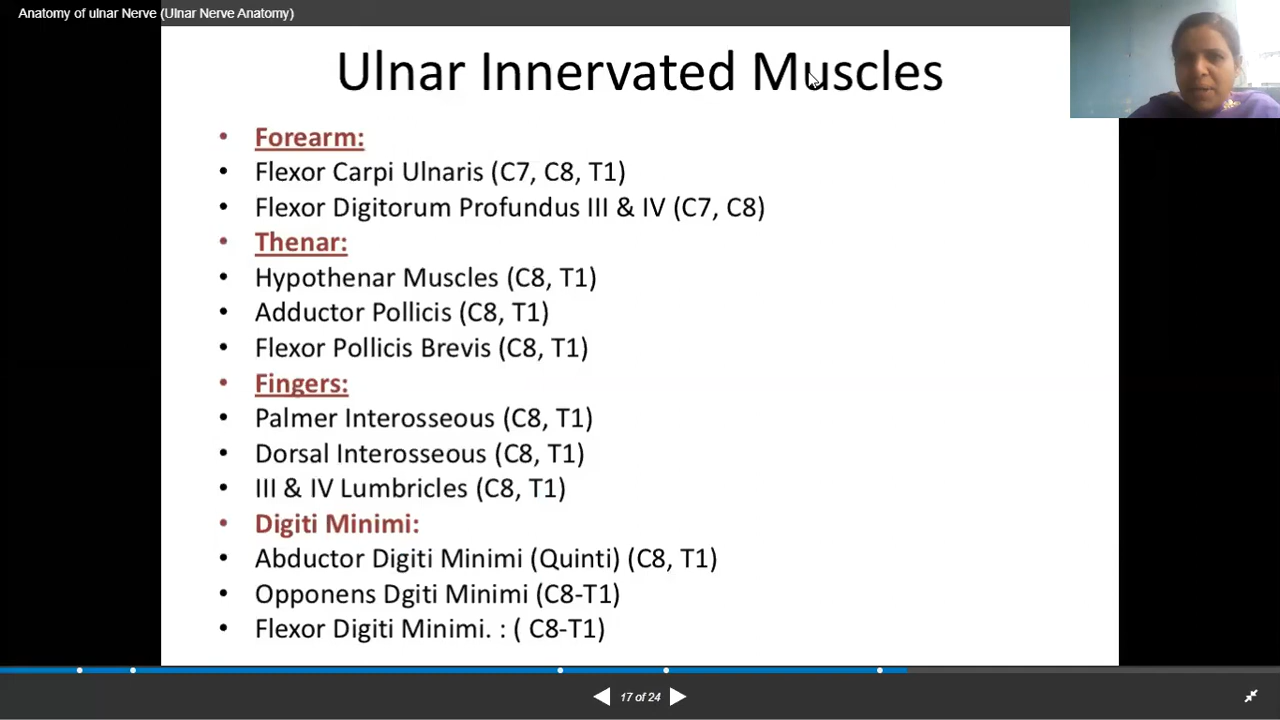 Anatomy of ulnar Nerve (Ulnar Nerve Anatomy)
Ulnar Innervated Muscles
• Forearm:
• Flexor Carpi Ulnaris (C7, C8, T1)
• Flexor Digitorum Profundus III & IV (C7, C8)
• Thenar:
• Hypothenar Muscles (C8, T1)
• Adductor Pollicis (C8, T1)
• Flexor Pollicis Brevis (C8, T1)
• Fingers:
• Palmer Interosseous (C8, T1)
• Dorsal Interosseous (C8, T1)
• III & IV Lumbricles (C8, T1)
• Digiti Minimi:
• Abductor Digiti Minimi (Quinti) (C8, T1)
• Opponens Dgiti Minimi (C8-T1)
• Flexor Digiti Minimi. : ( C8-T1)
17 of 24